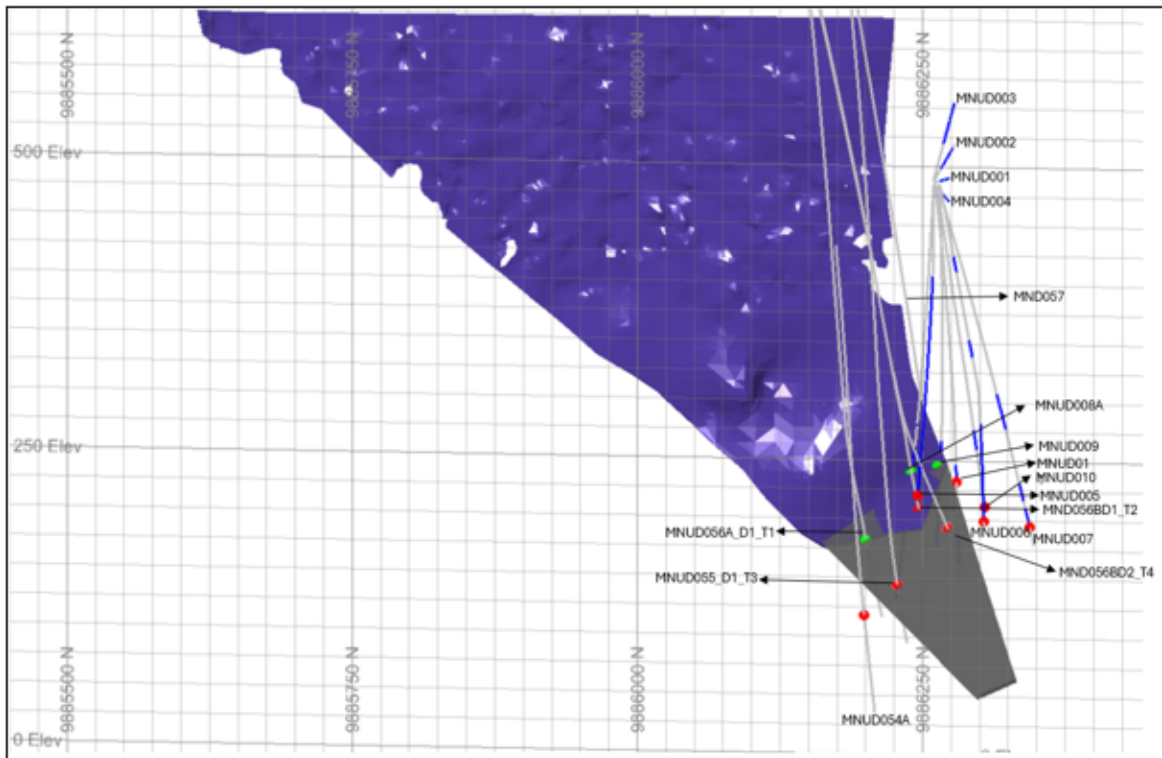 9885500 N
9885750 N
9886000 N
9886250 N
MNUD003
MNUD002
500 Elev
MNUD001
MNUD004
MND057
MNUD008A
250 Elev
MNUD009
MNUD01
MNUD010
MNUD005
MND056BD1_T2
MNUD056A_D1_T1
MNUD007
MNUD055_D1_T3
MND056BD2_T4
9885500 N
9885750 N
9886000 N
9886250 N
MNUD054A
0 Elev